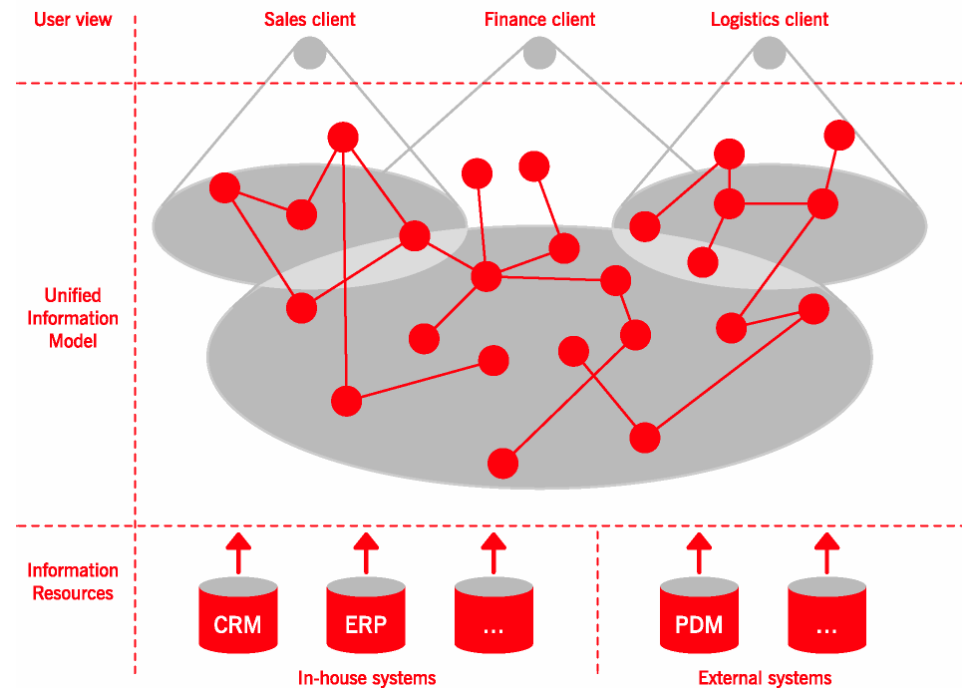 User view
Sales client
Finance client
Logistics client
Unified
Information
Model
Information
Resources
CRM
ERP
...
PDM
...
In-house systems
External systems